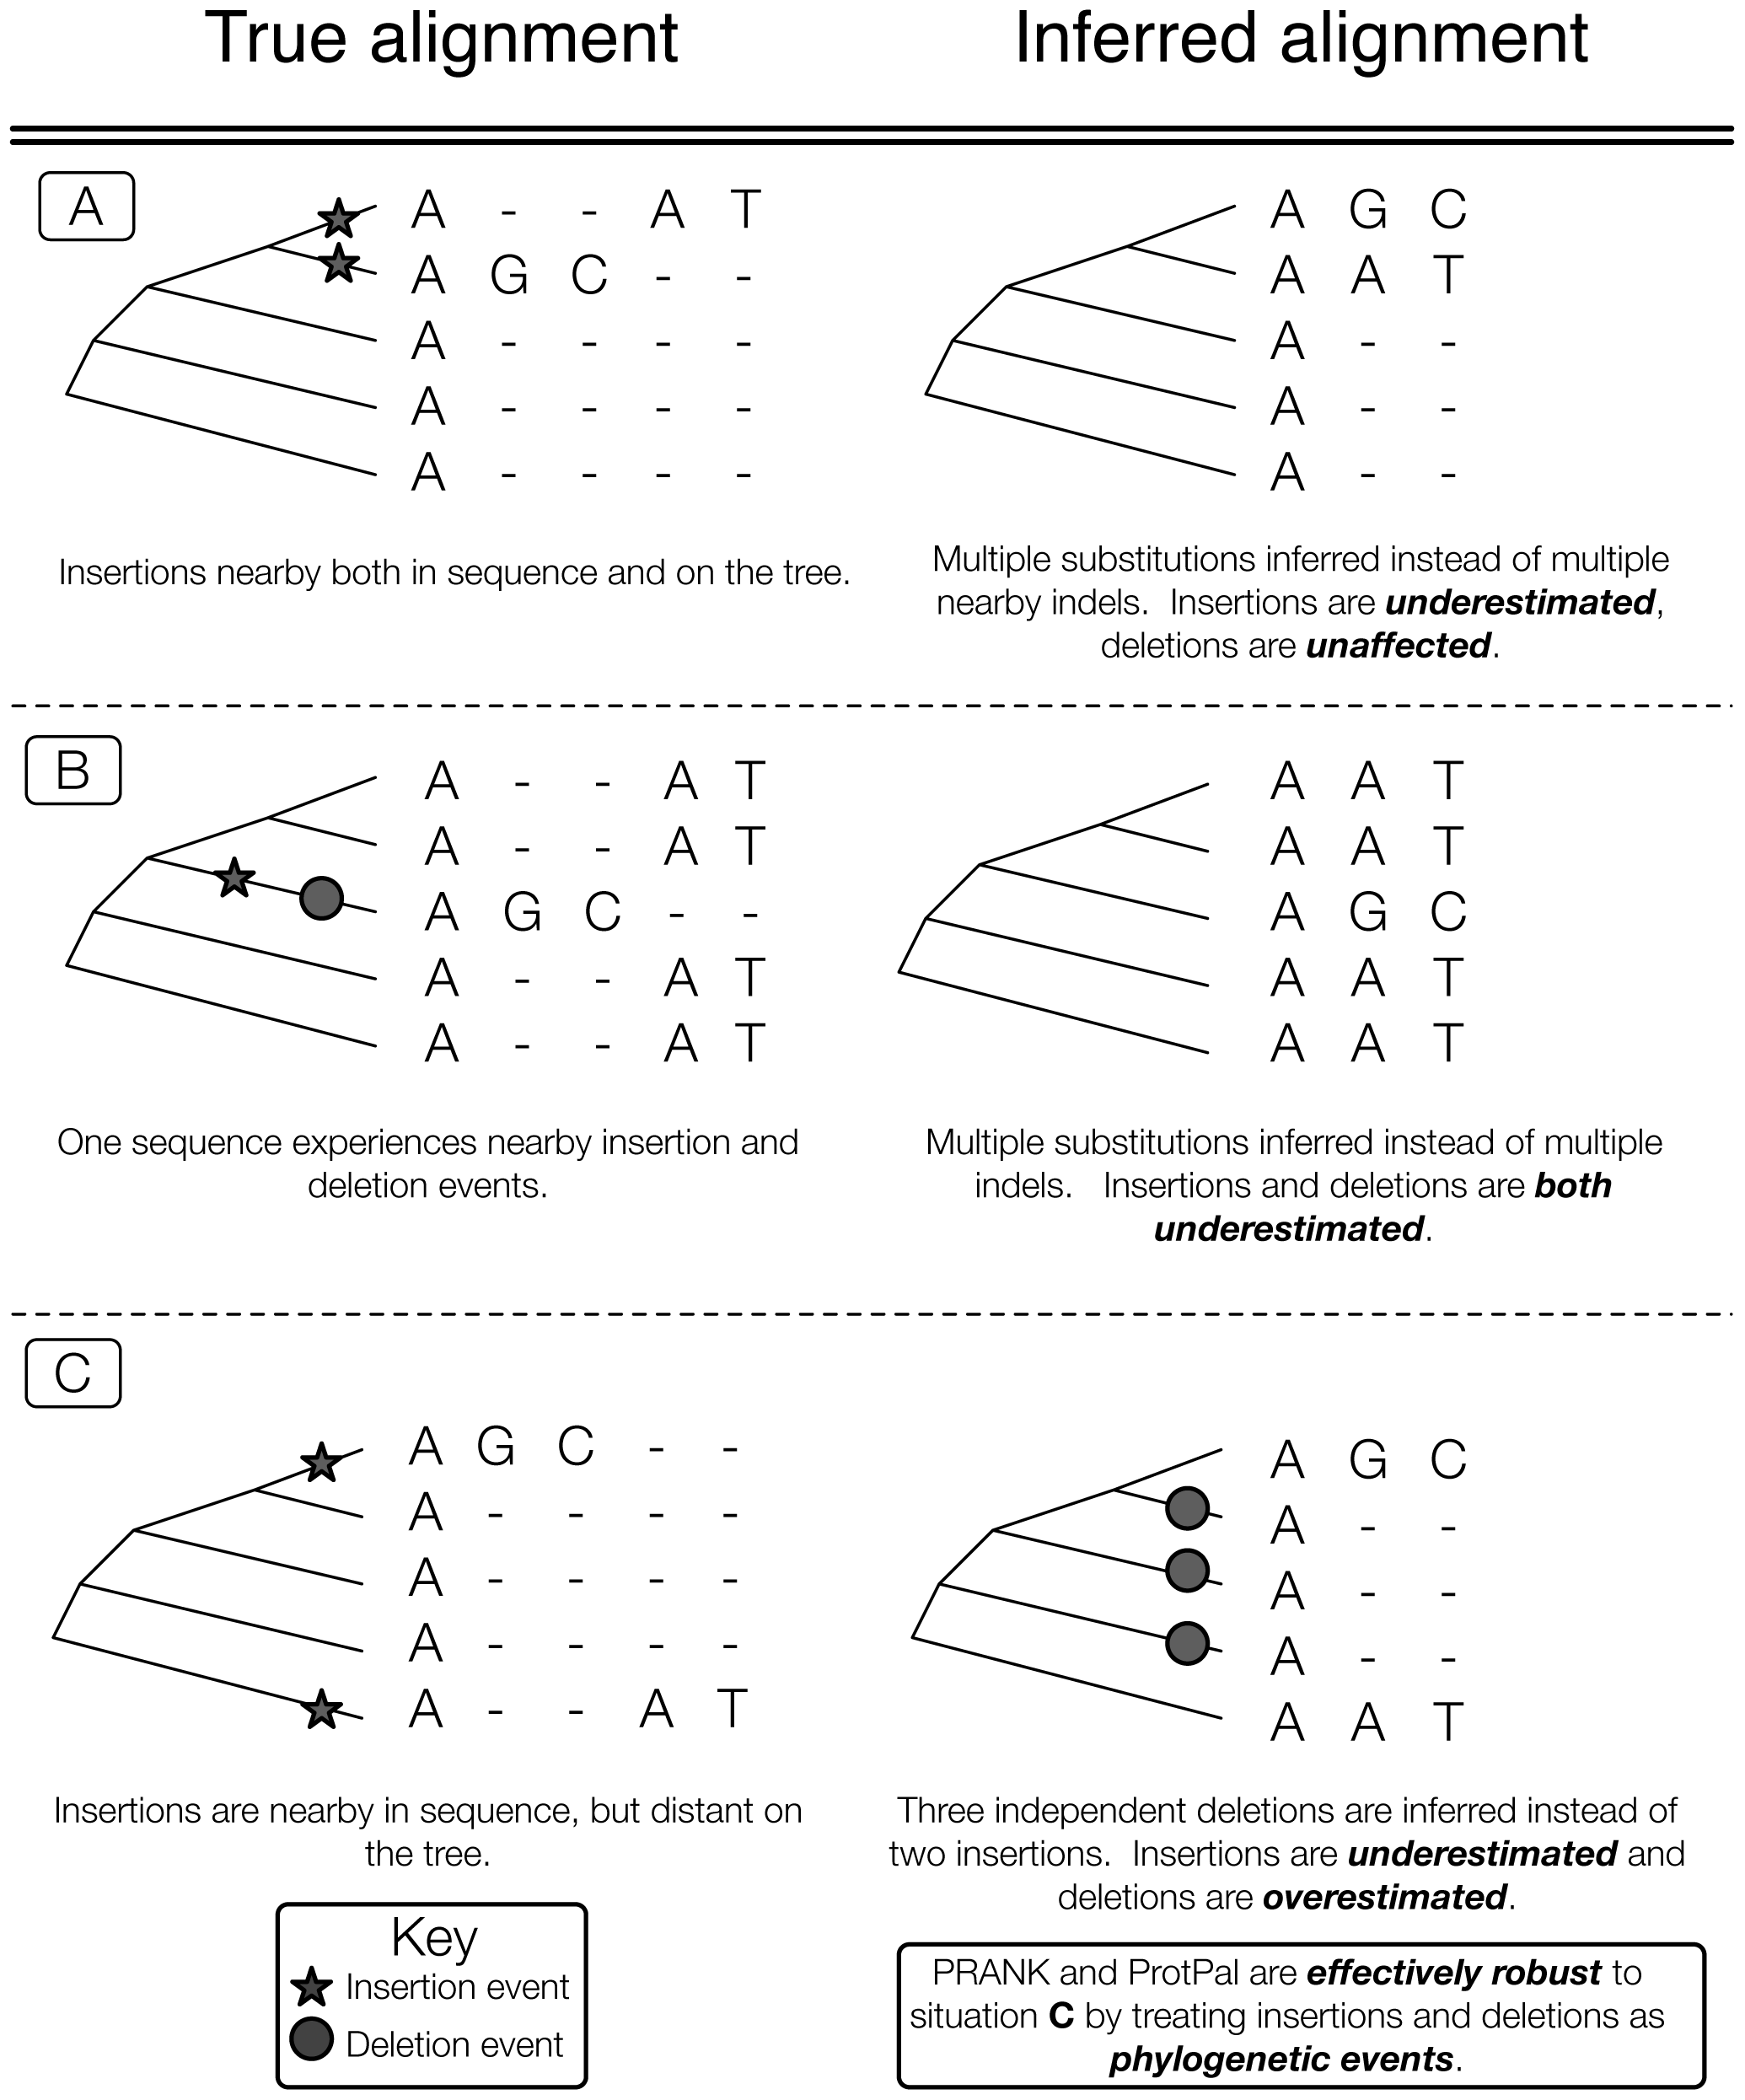 True alignment
Inferred alignment
A
A - - A T
A G C - -
A - - - -
A - - - -
A - - - -
A G C
A A T
A - -
A - -
A - -
Insertions nearby both in sequence and on the tree.
Multiple substitutions inferred instead of multiple
nearby indels. Insertions are underestimated,
deletions are unaffected.
B
A - - A T
A - - A T
A G C - -
A - - A T
A - - A T
A A T
A A T
A G C
A A T
A A T
One sequence experiences nearby insertion and
deletion events.
Multiple substitutions inferred instead of multiple
indels. Insertions and deletions are both
underestimated.
C
A G C - -
A - - - -
A - - - -
A - - - -
A - - A T
A G C
A - -
A - -
A - -
A A T
Insertions are nearby in sequence, but distant on
the tree.
Three independent deletions are inferred instead of
two insertions. Insertions are underestimated and
deletions are overestimated.
Key
Insertion event
Deletion event
PRANK and ProtPal are effectively robust to
situation C by treating insertions and deletions as
phylogenetic events.